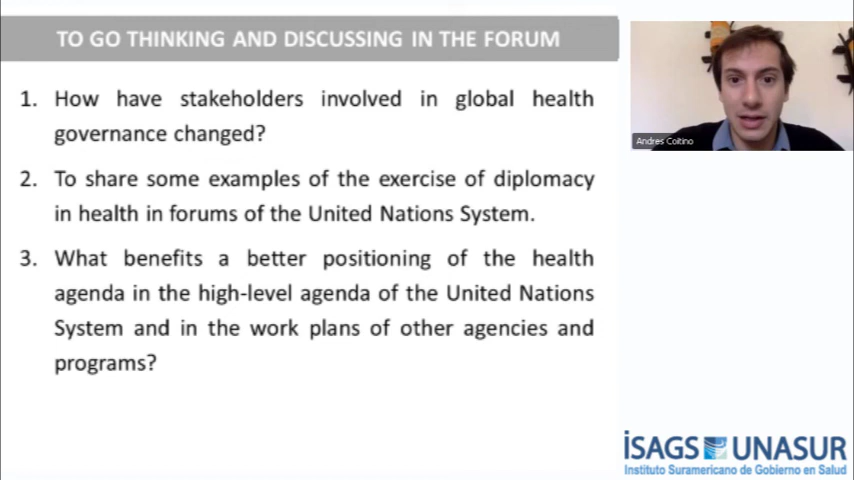 TO GO THINKING AND DISCUSSING IN THE FORUM
1. How have stakeholders involved in global health
governance changed?
2. To share some examples of the exercise of diplomacy
in health in forums of the United Nations System.
3. What benefits a better positioning of the health
agenda in the high-level agenda of the United Nations
System and in the work plans of other agencies and
programs?
Andres Coitino
iSAGS UNASUR
Instituto Suramericano de Gobierno en Salud